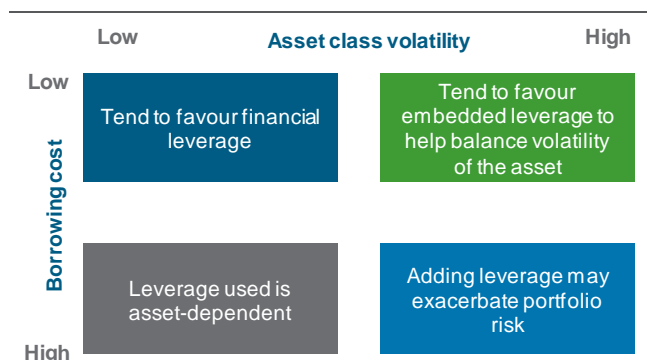 Low
Asset class volatility
High
Low
Borrowing cost
High
Tend to favour financial
leverage
Tend to favour
embedded leverage to
help balance volatility
of the asset
Leverage used is
asset-dependent
Adding leverage may
exacerbate portfolio
risk